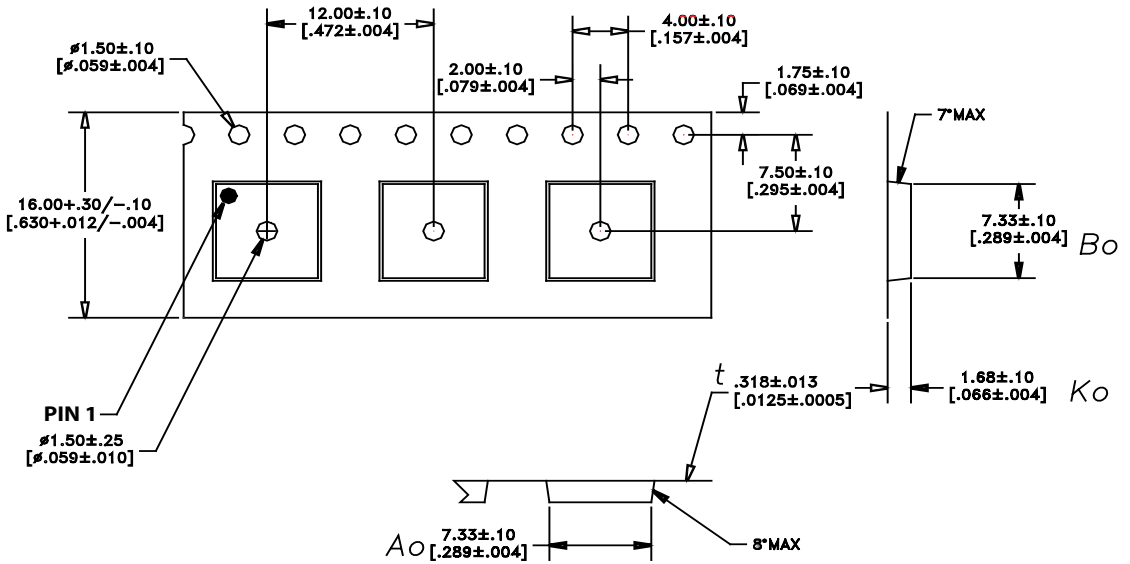 12.00±.10
[.472±.004]
4.00±.10
[.157±.004]
ø1.50±.10
[ø.059±.004]
2.00±.10
[.079±.004]
1.75±.10
[.069±.004]
7°MAX
7.50±.10
[.295±.004]
16.00+.30/-.10
[.630+.012/-.004]
7.33±.10
[.289±.004]
Bo
t
.318±.013
[.0125±.0005]
1.68±.10
[.066±.004]
Ko
PIN 1
ø1.50±.25
[ø.059±.010]
Ao
7.33±.10
[.289±.004]
8°MAX